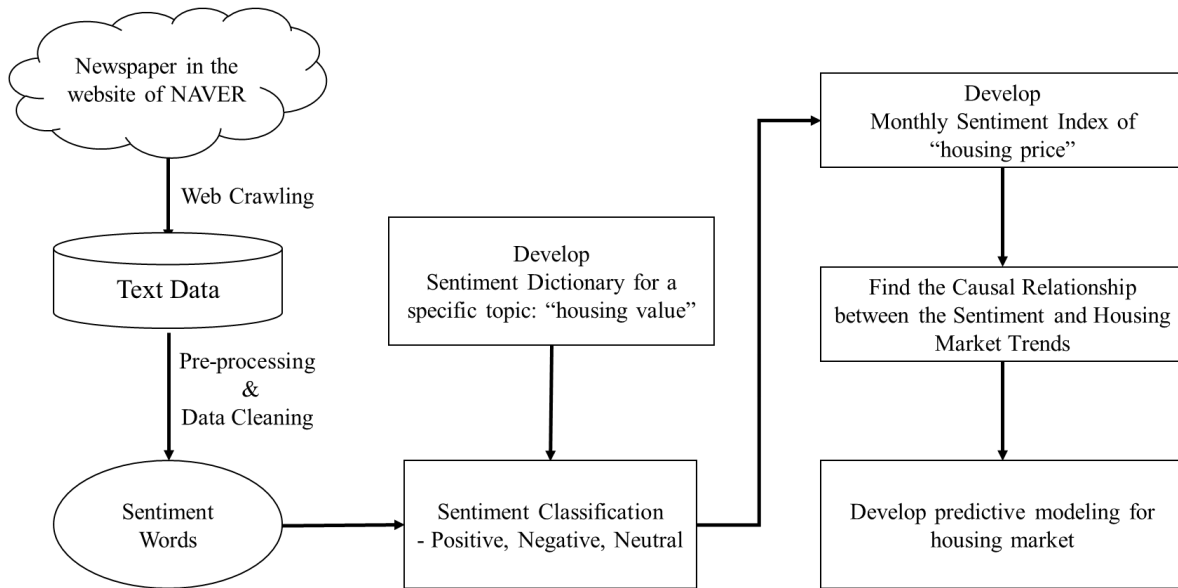 Newspaper in the
website of NAVER
Web Crawling
Text Data
Pre-processing
&
Data Cleaning
Sentiment
Words
Develop
Sentiment Dictionary for a
specific topic: “housing value”
Sentiment Classification
- Positive, Negative, Neutral
Develop
Monthly Sentiment Index of
“housing price”
Find the Causal Relationship
between the Sentiment and Housing
Market Trends
Develop predictive modeling for
housing market